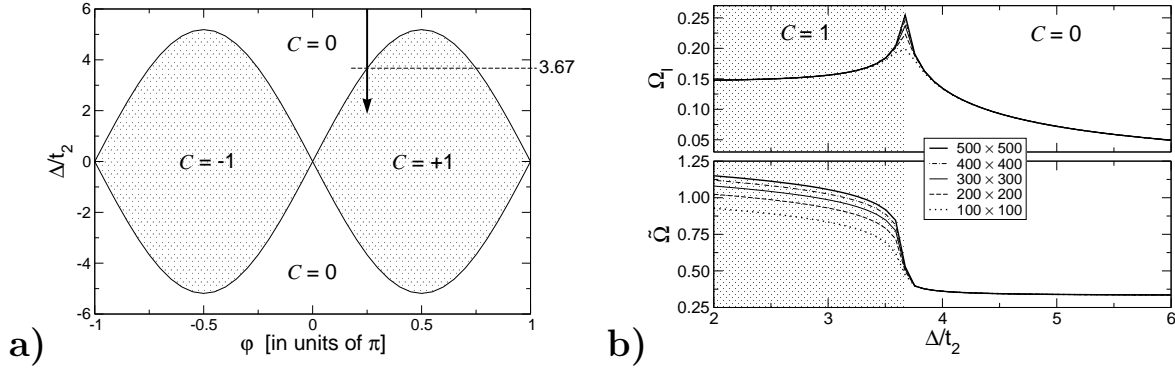 6
4
2
0
-2
-4
-6
Δ/t₂
C = 0
3.67
C = -1
C = +1
C = 0
-1 -0.5 0 0.5 1
φ [in units of π]
a)
0.25
0.20
0.15
0.05
Ω_I
C = 1
C = 0
500 × 500
400 × 400
300 × 300
200 × 200
100 × 100
1.25
1.00
0.75
0.50
0.25
Ω̃
2 3 4 5 6
Δ/t₂
b)